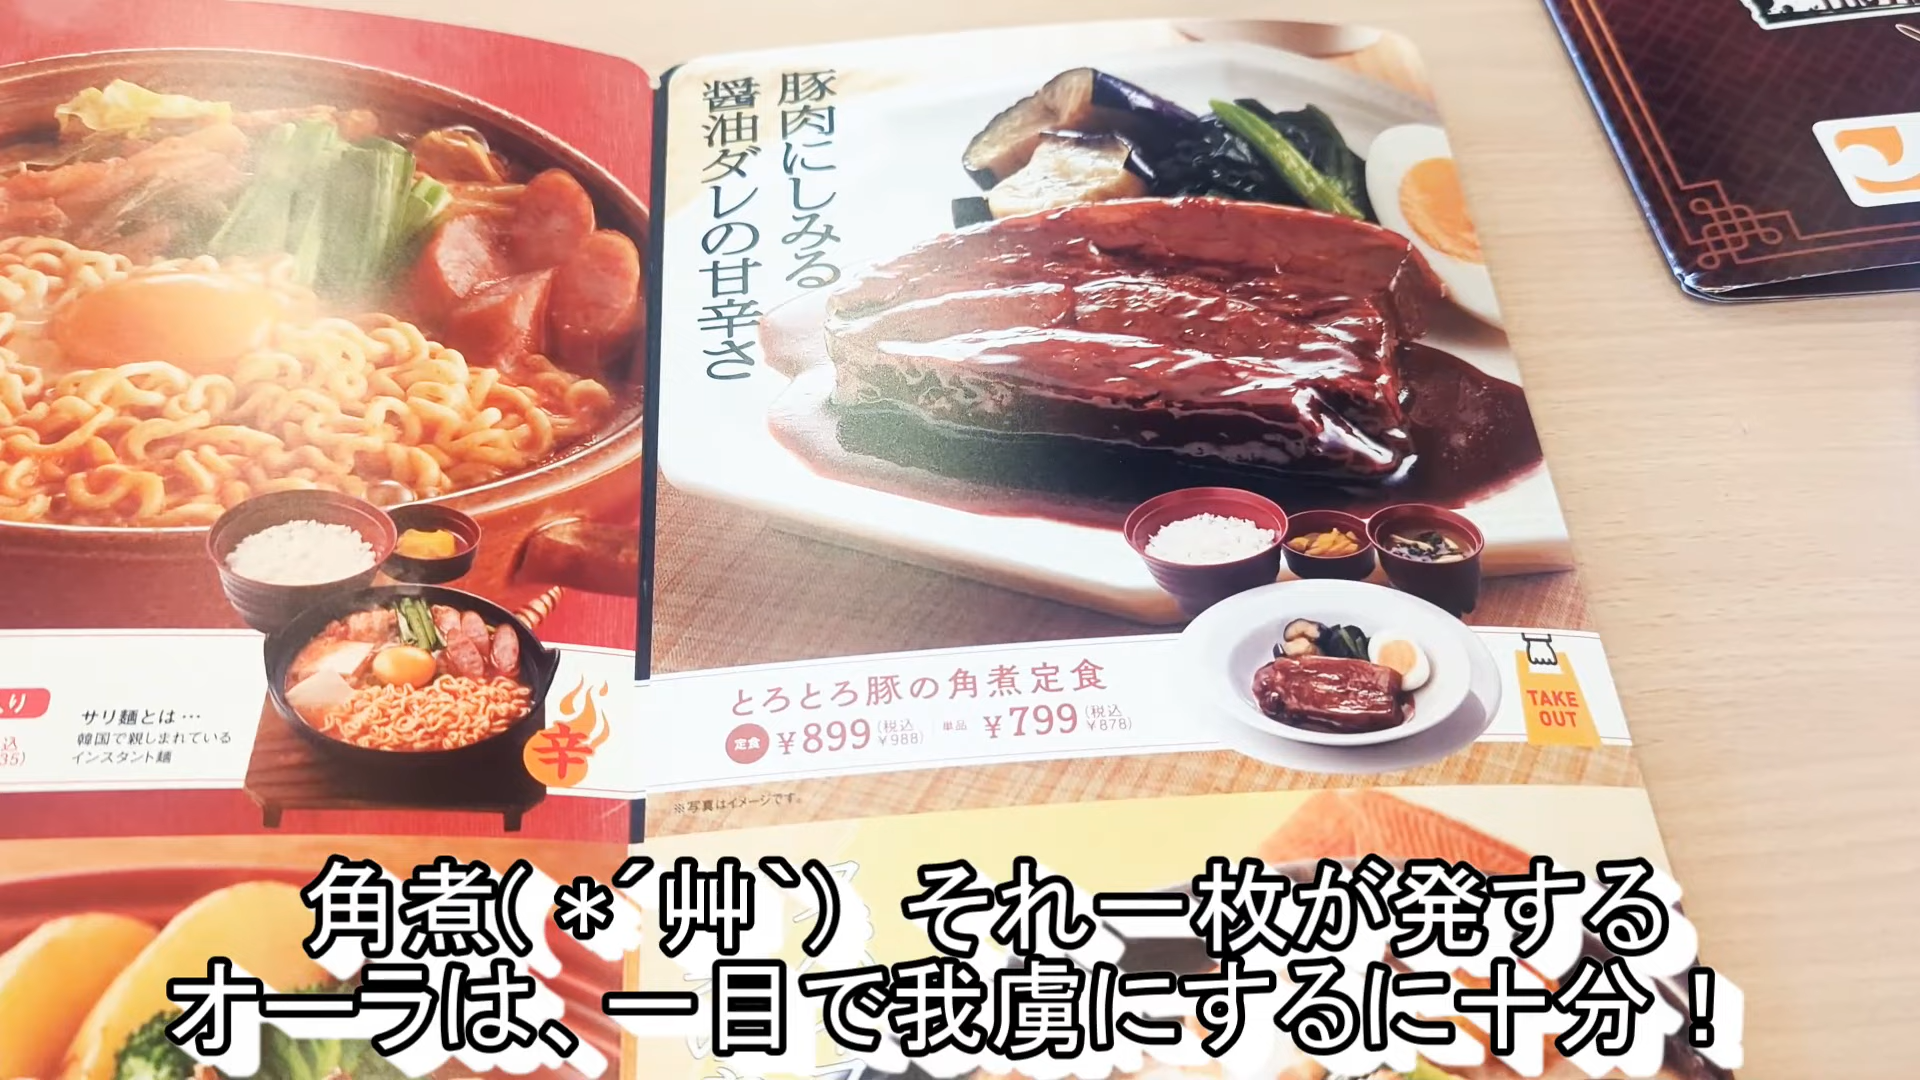 豚肉にしみる
醤油ダレの甘辛さ
とろとろ豚の角煮定食
定食 ¥899 (税込 ¥988) 単品 ¥799 (税込 ¥878)
TAKE
OUT
※写真はイメージです。
サリ麺とは…
韓国で親しまれている
インスタント麺
辛
角煮( *´艸`) それ一枚が発する
オーラは、一目で我虜にするに十分！